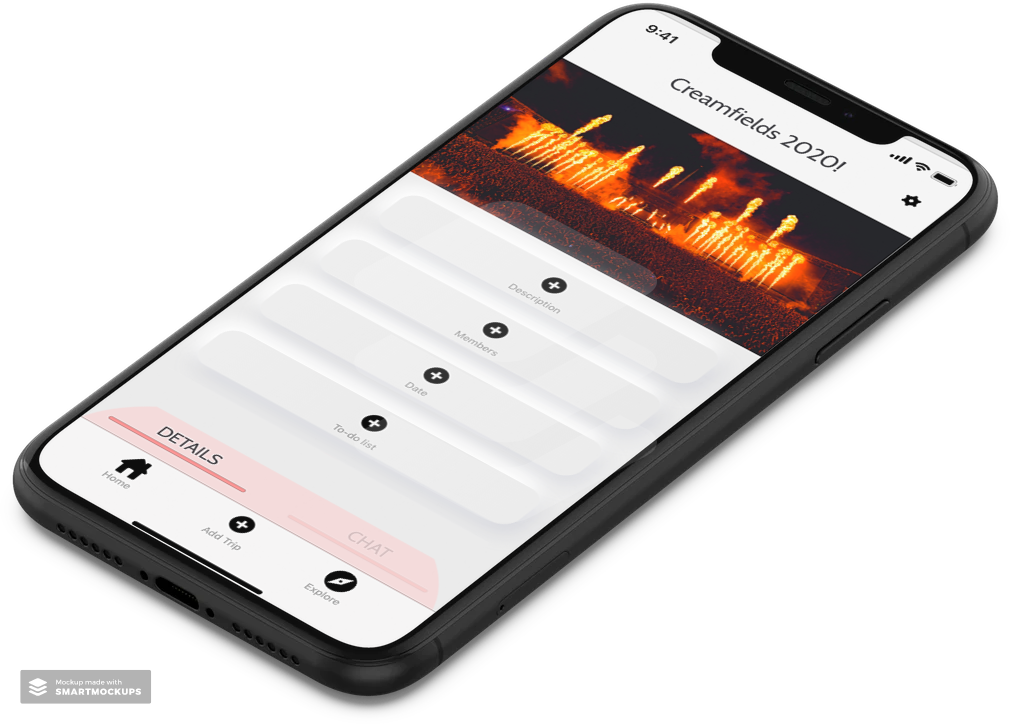 9:41
Creamfields 2020!
Description
Members
Date
To-do list
DETAILS
CHAT
Home
Add Trip
Explore
Mockup made with
SMARTMOCKUPS